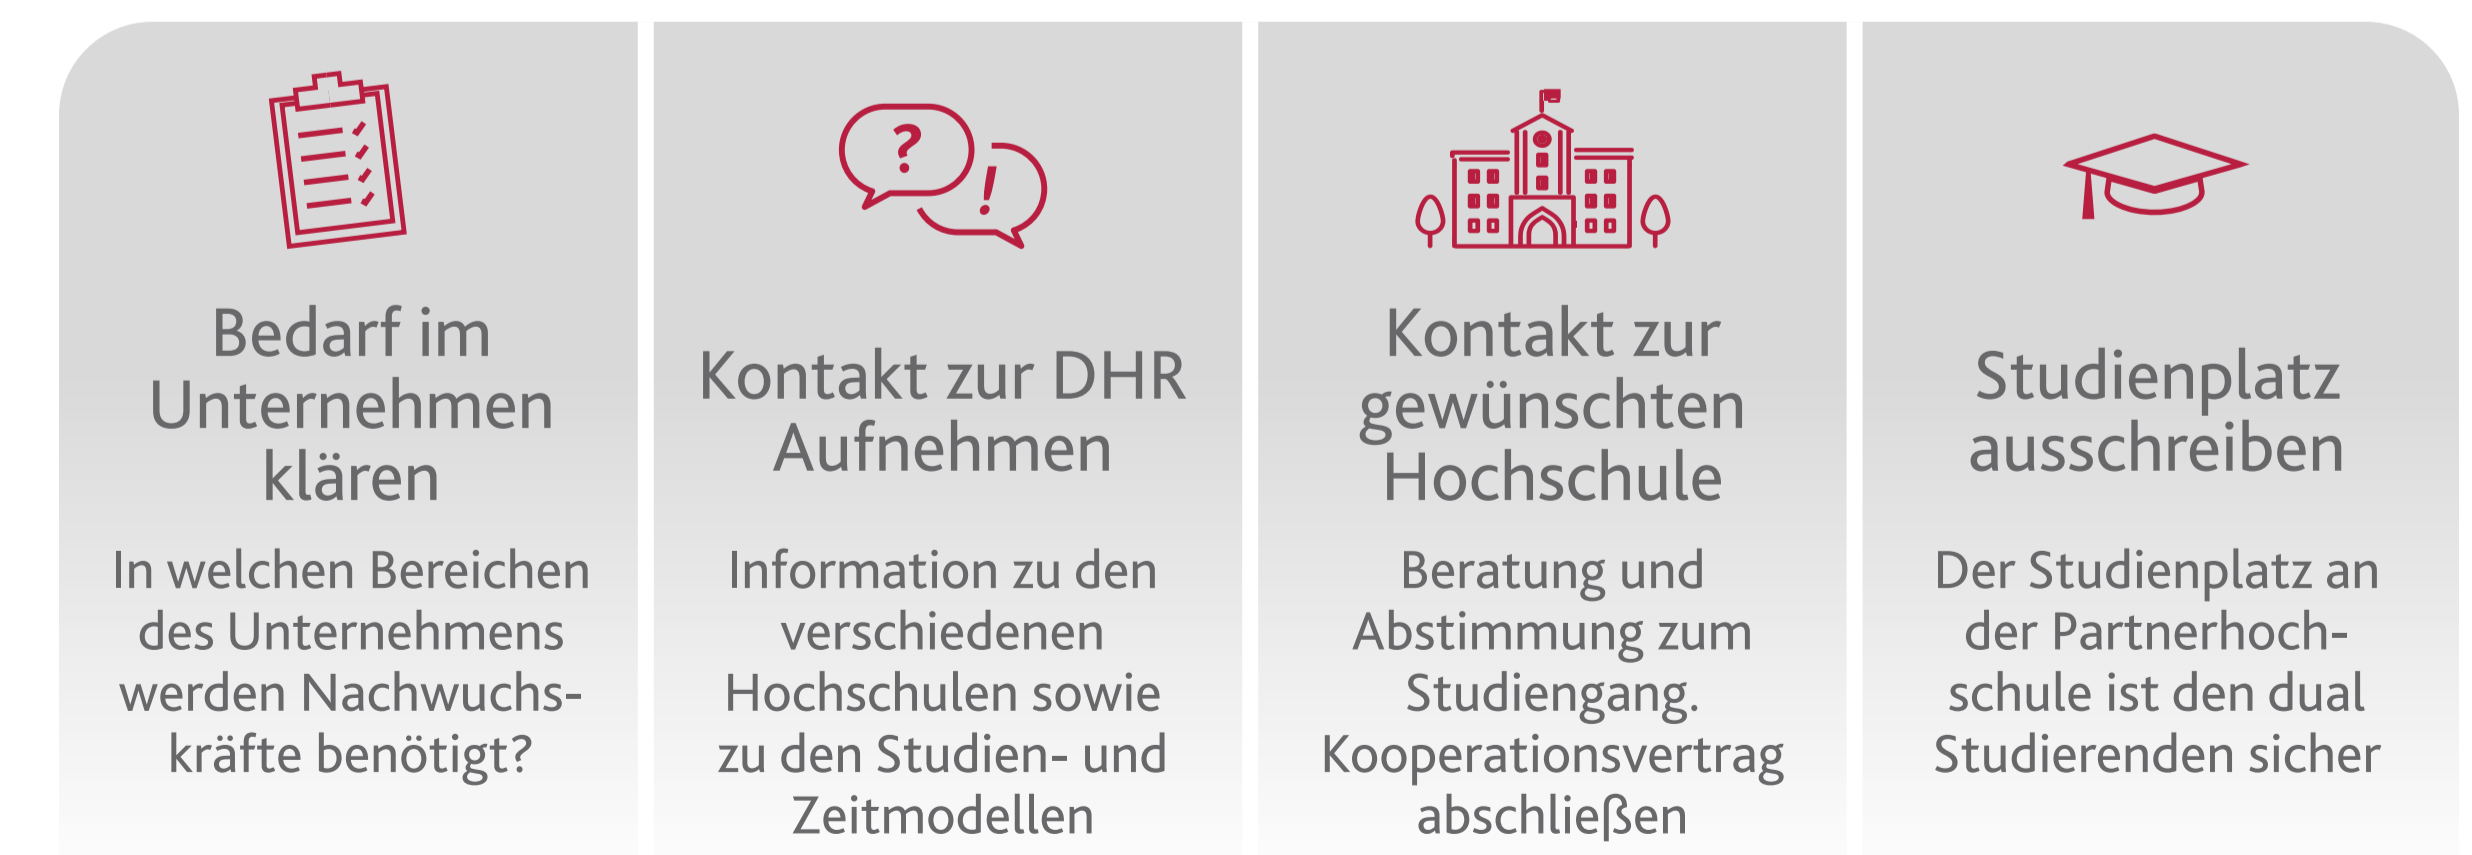 Bedarf im
Unternehmen
klären
In welchen Bereichen
des Unternehmens
werden Nachwuchs-
kräfte benötigt?
Kontakt zur DHR
Aufnehmen
Information zu den
verschiedenen
Hochschulen sowie
zu den Studien- und
Zeitmodellen
Kontakt zur
gewünschten
Hochschule
Beratung und
Abstimmung zum
Studiengang.
Kooperationsvertrag
abschließen
Studienplatz
ausschreiben
Der Studienplatz an
der Partnerhoch-
schule ist den dual
Studierenden sicher